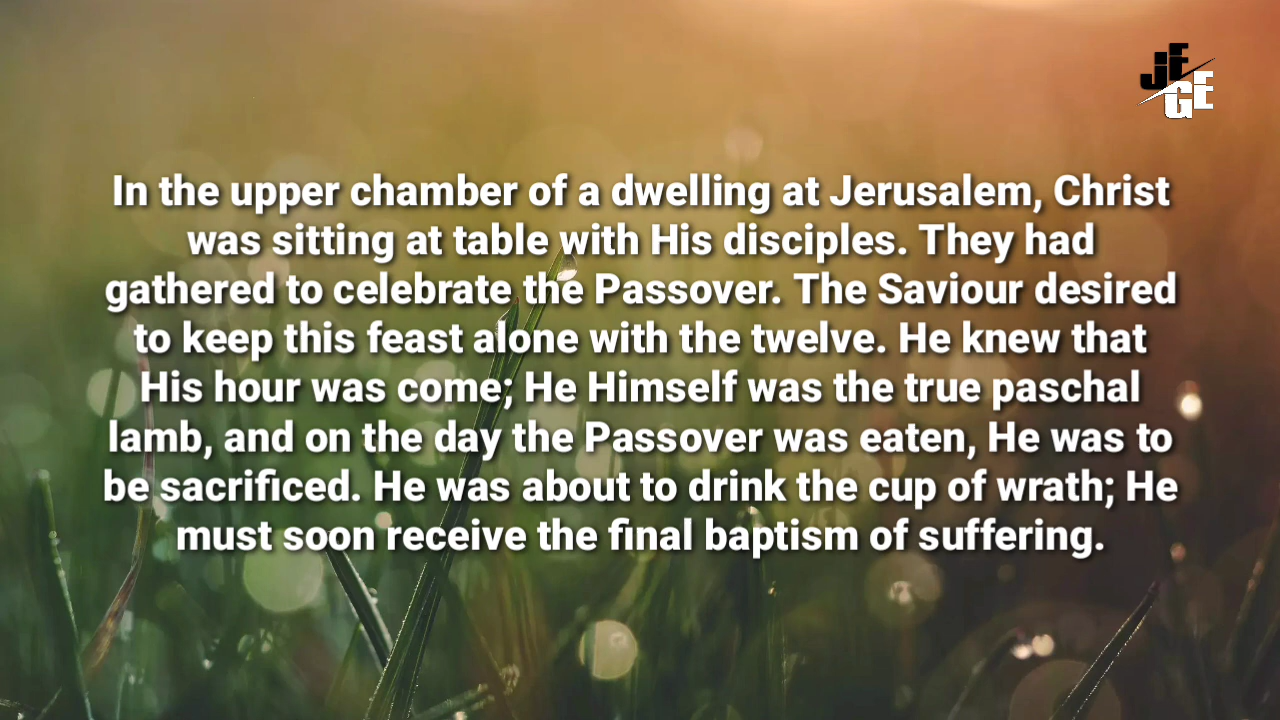 JF
GE
In the upper chamber of a dwelling at Jerusalem, Christ
was sitting at table with His disciples. They had
gathered to celebrate the Passover. The Saviour desired
to keep this feast alone with the twelve. He knew that
His hour was come; He Himself was the true paschal
lamb, and on the day the Passover was eaten, He was to
be sacrificed. He was about to drink the cup of wrath; He
must soon receive the final baptism of suffering.